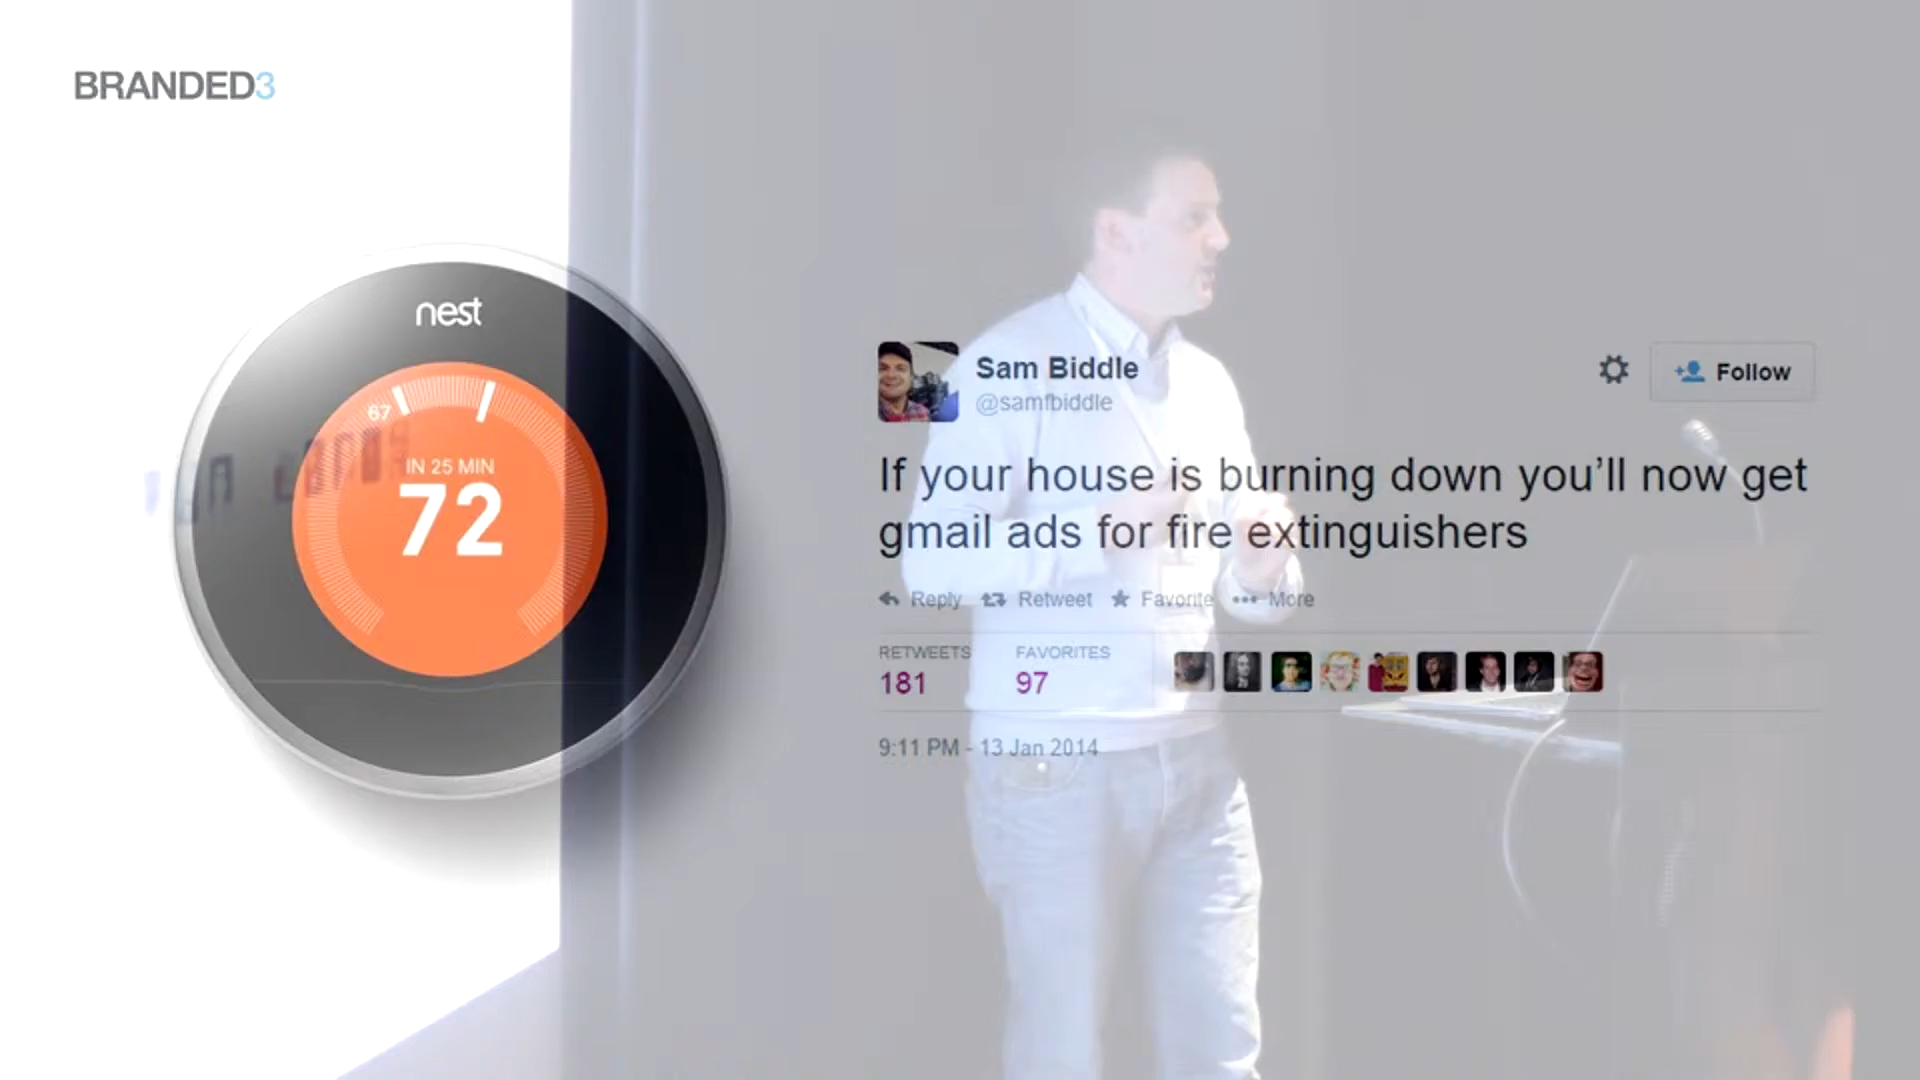 BRANDED3
nest
67
IN 25 MIN
72
Sam Biddle
@samfbiddle
Follow
If your house is burning down you’ll now get
gmail ads for fire extinguishers
Reply Retweet Favorite More
RETWEETS FAVORITES
181 97
9:11 PM - 13 Jan 2014